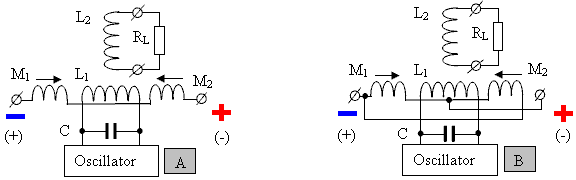 L2
RL
M1
L1
M2
(+)
C
(-)
Oscillator
A
L2
RL
M1
L1
M2
(+)
C
(-)
Oscillator
B